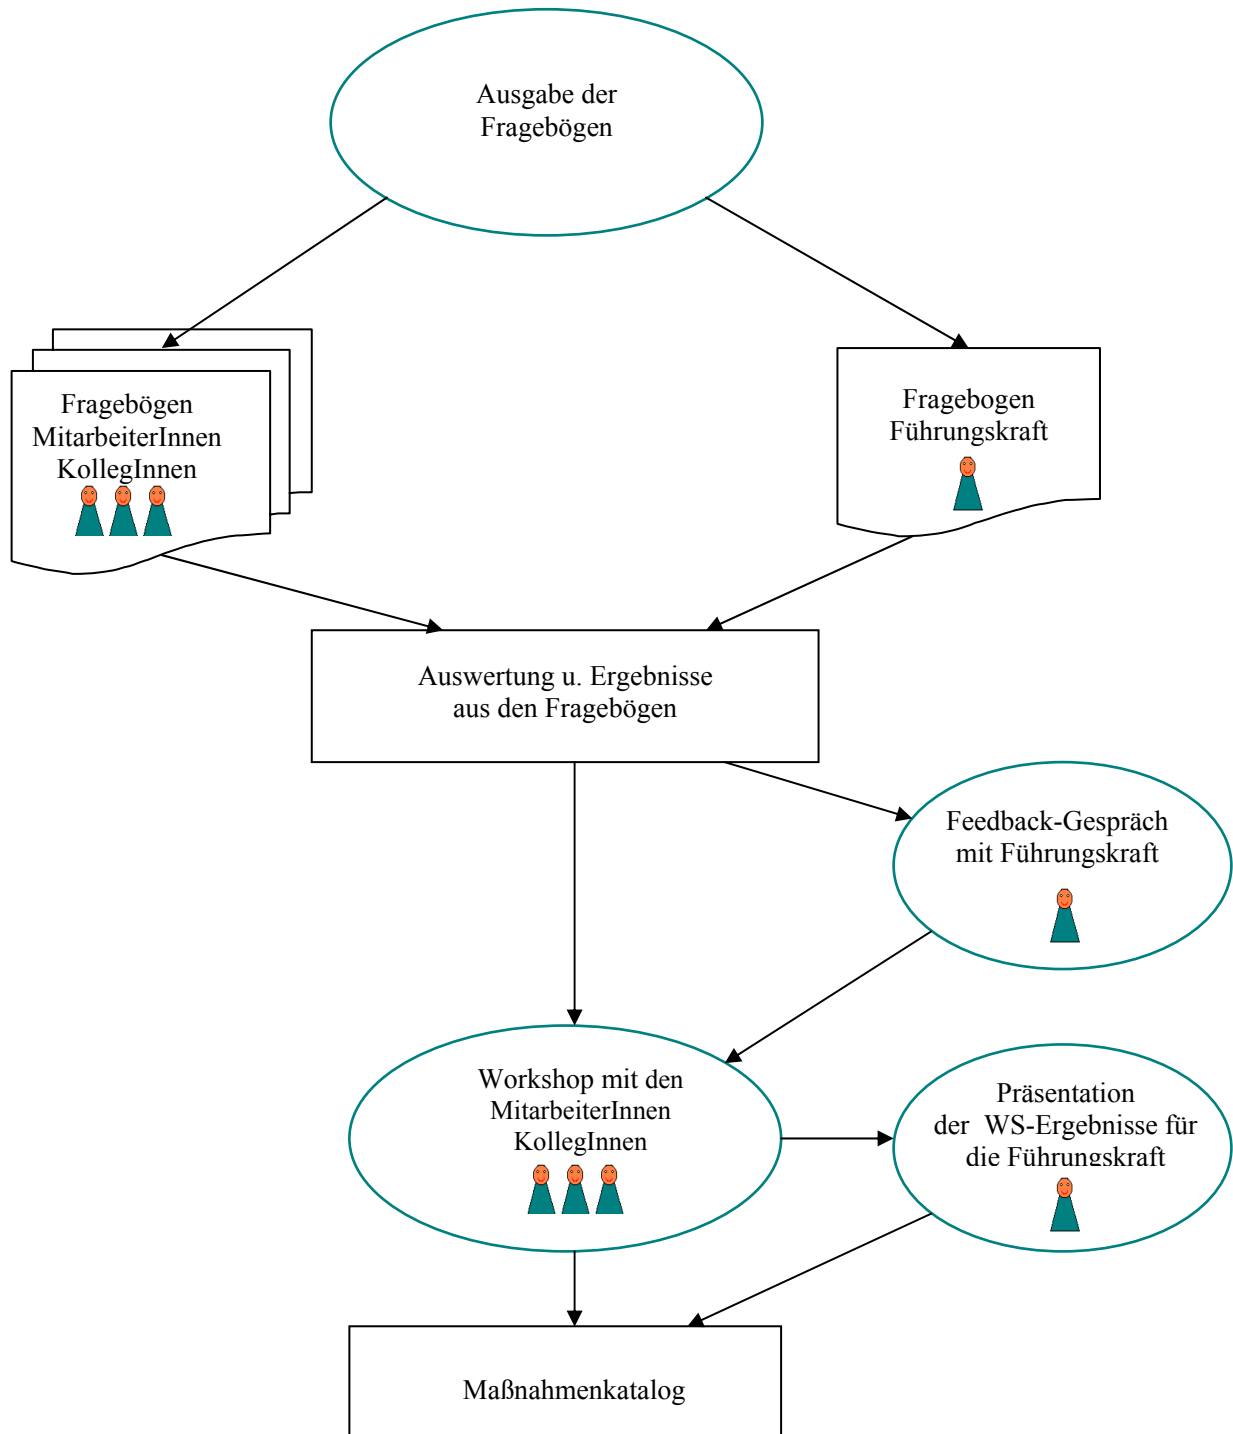 Ausgabe der
Fragebögen
Fragebögen
MitarbeiterInnen
KollegInnen
Fragebogen
Führungskraft
Auswertung u. Ergebnisse
aus den Fragebögen
Feedback-Gespräch
mit Führungskraft
Workshop mit den
MitarbeiterInnen
KollegInnen
Präsentation
der  WS-Ergebnisse für
die Führungskraft
Maßnahmenkatalog